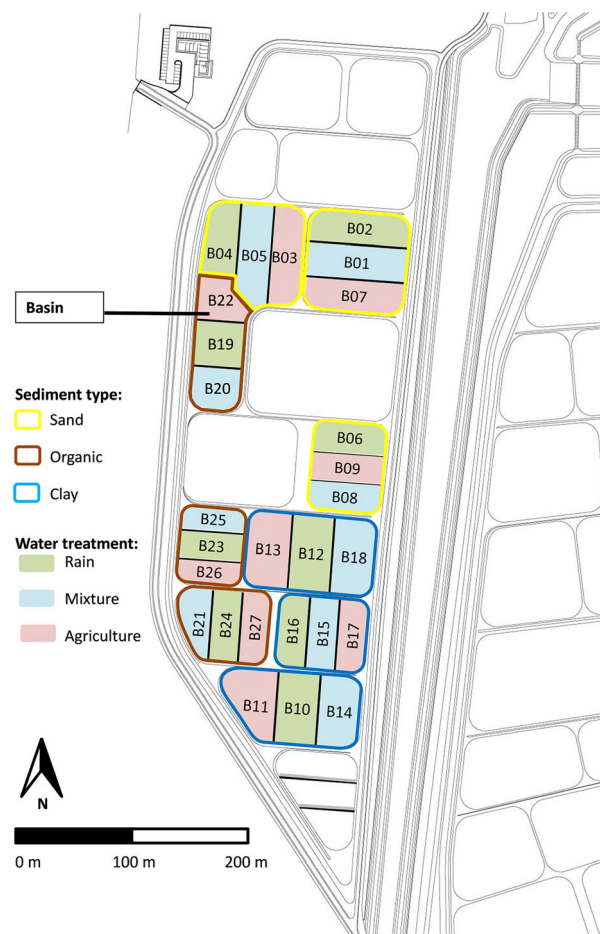 B02
B04
B05
B03
B01
B07
Basin
B22
B19
B20
Sediment type:
Sand
Organic
Clay
B06
B09
B08
Water treatment:
Rain
Mixture
Agriculture
B25
B23
B26
B13
B12
B18
B21
B24
B27
B16
B15
B17
B11
B10
B14
N
0 m 100 m 200 m